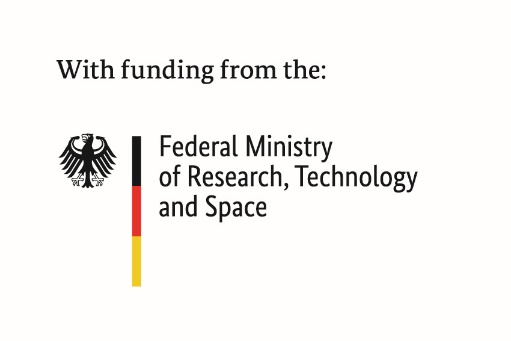 With funding from the:
Federal Ministry
of Research, Technology
and Space